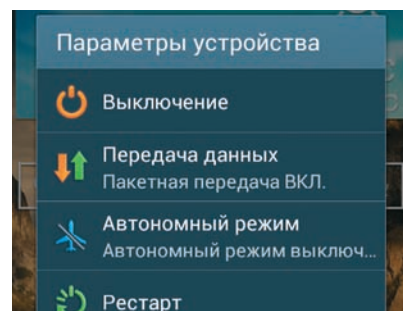 Параметры устройства
Выключение
Передача данных
Пакетная передача ВКЛ.
Автономный режим
Автономный режим выключ...
Рестарт